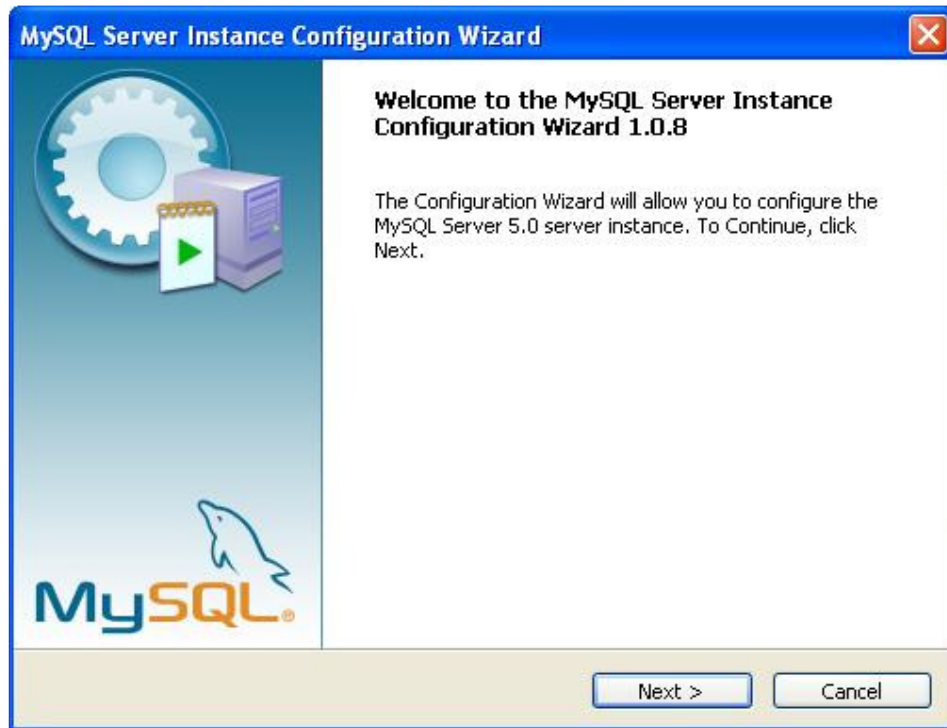 MySQL Server Instance Configuration Wizard
Welcome to the MySQL Server Instance
Configuration Wizard 1.0.8
The Configuration Wizard will allow you to configure the
MySQL Server 5.0 server instance. To Continue, click
Next.
MySQL®
Next >
Cancel